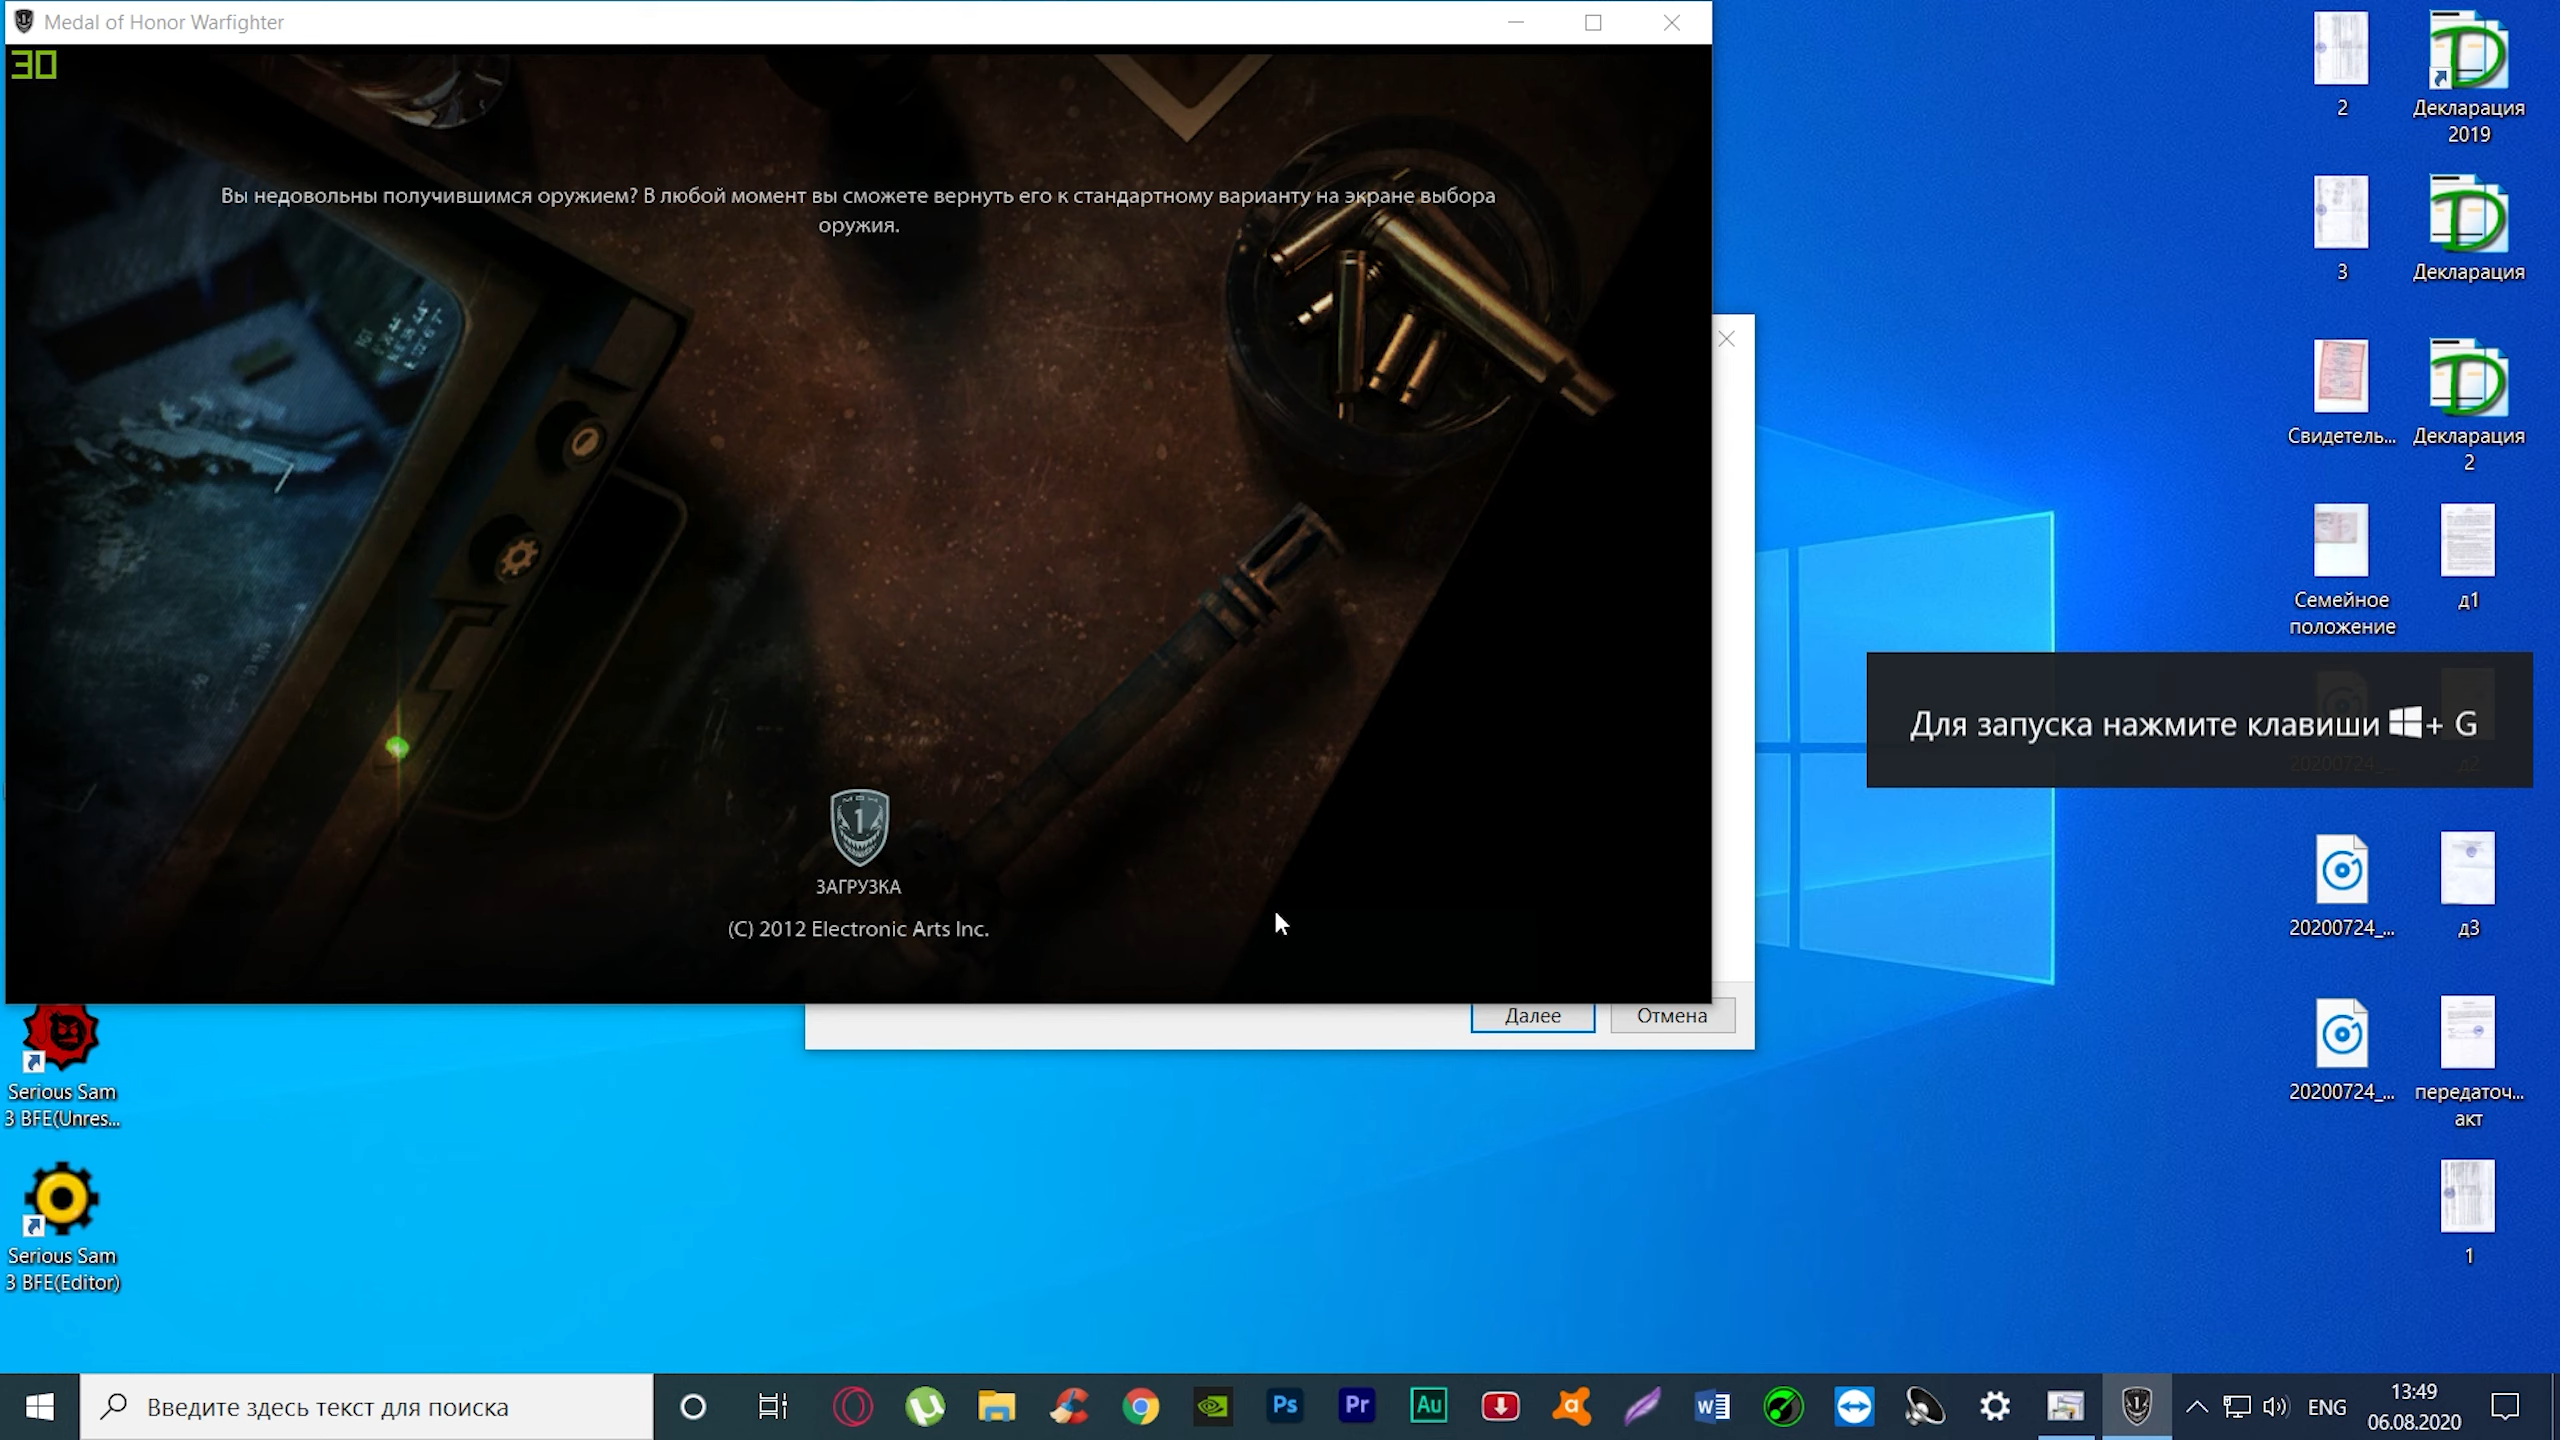 Medal of Honor Warfighter
30
Вы недовольны получившимся оружием? В любой момент вы сможете вернуть его к стандартному варианту на экране выбора
оружия.
1
ЗАГРУЗКА
(C) 2012 Electronic Arts Inc.
Далее
Отмена
2
Декларация
2019
3
Декларация
Свидетель...
Декларация
2
Семейное
положение
д1
Для запуска нажмите клавиши + G
20200724_...
д2
20200724_...
д3
20200724_...
передаточ...
акт
1
Serious Sam
3 BFE(Unres...
Serious Sam
3 BFE(Editor)
Введите здесь текст для поиска
Ps
Pr
Au
ENG
13:49
06.08.2020